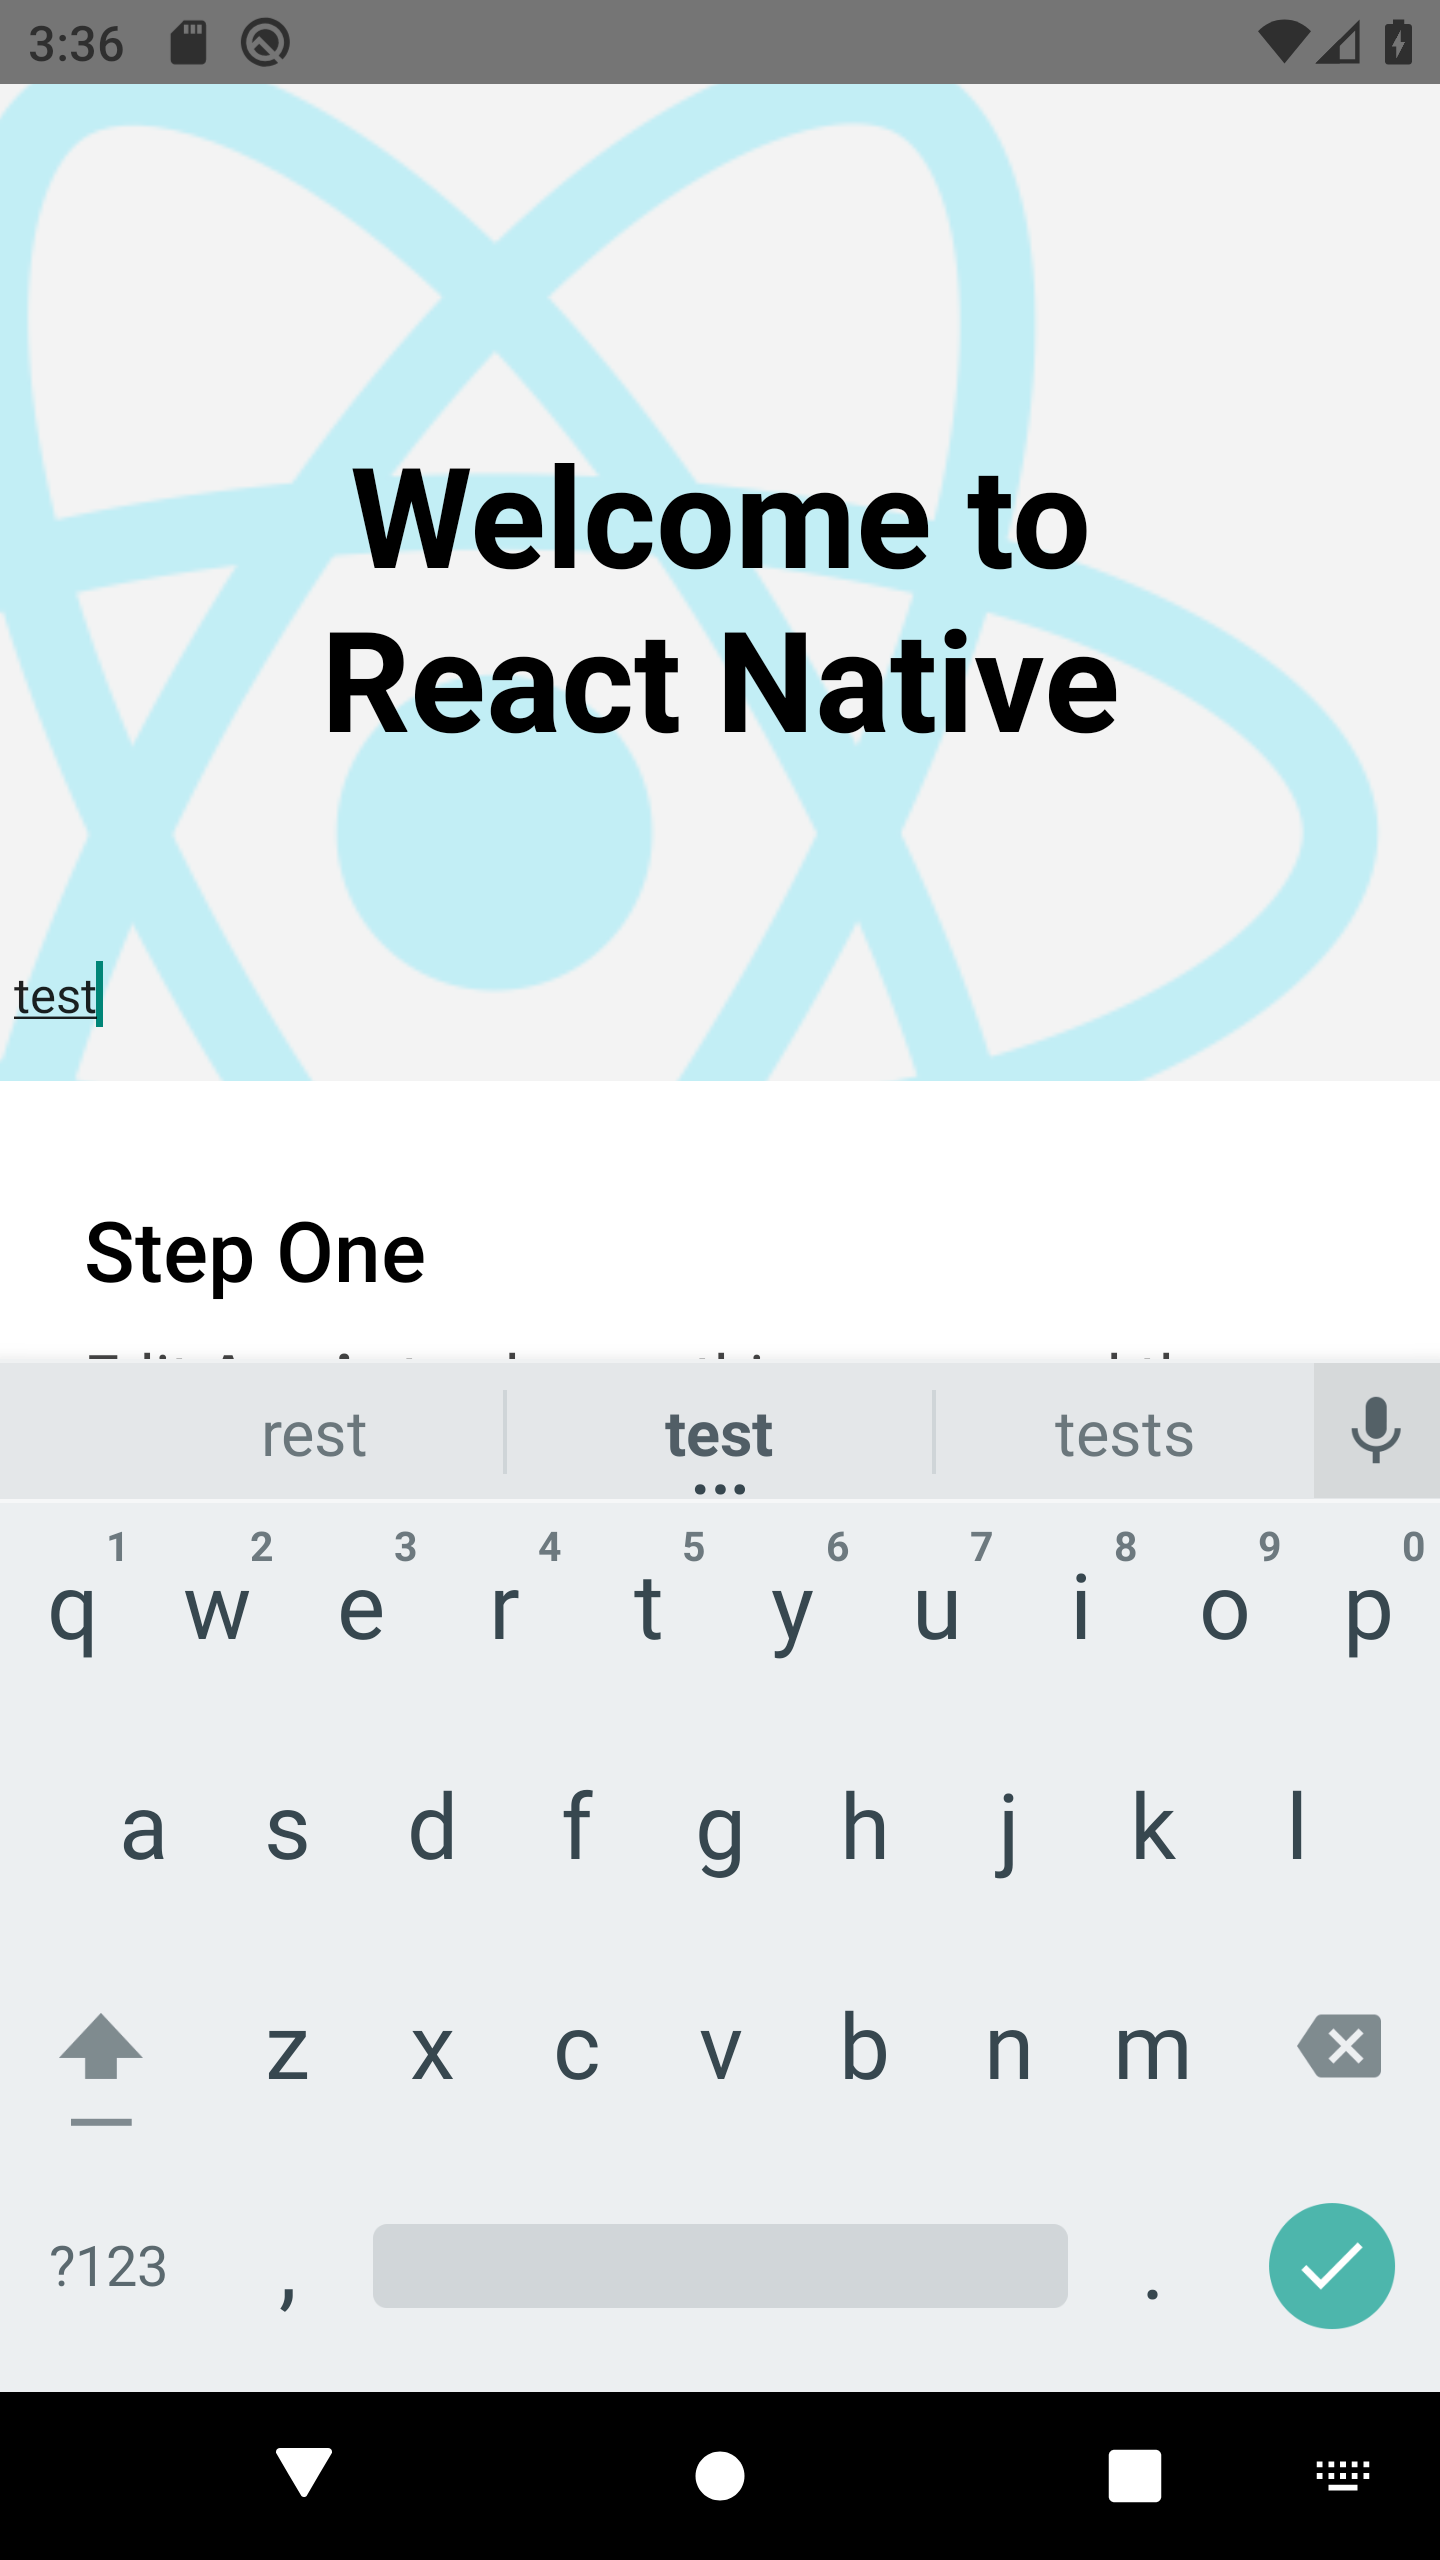 3:36
Welcome to
React Native
test
Step One
rest test tests
1 2 3 4 5 6 7 8 9 0
q w e r t y u i o p
a s d f g h j k l
z x c v b n m
?123 , .